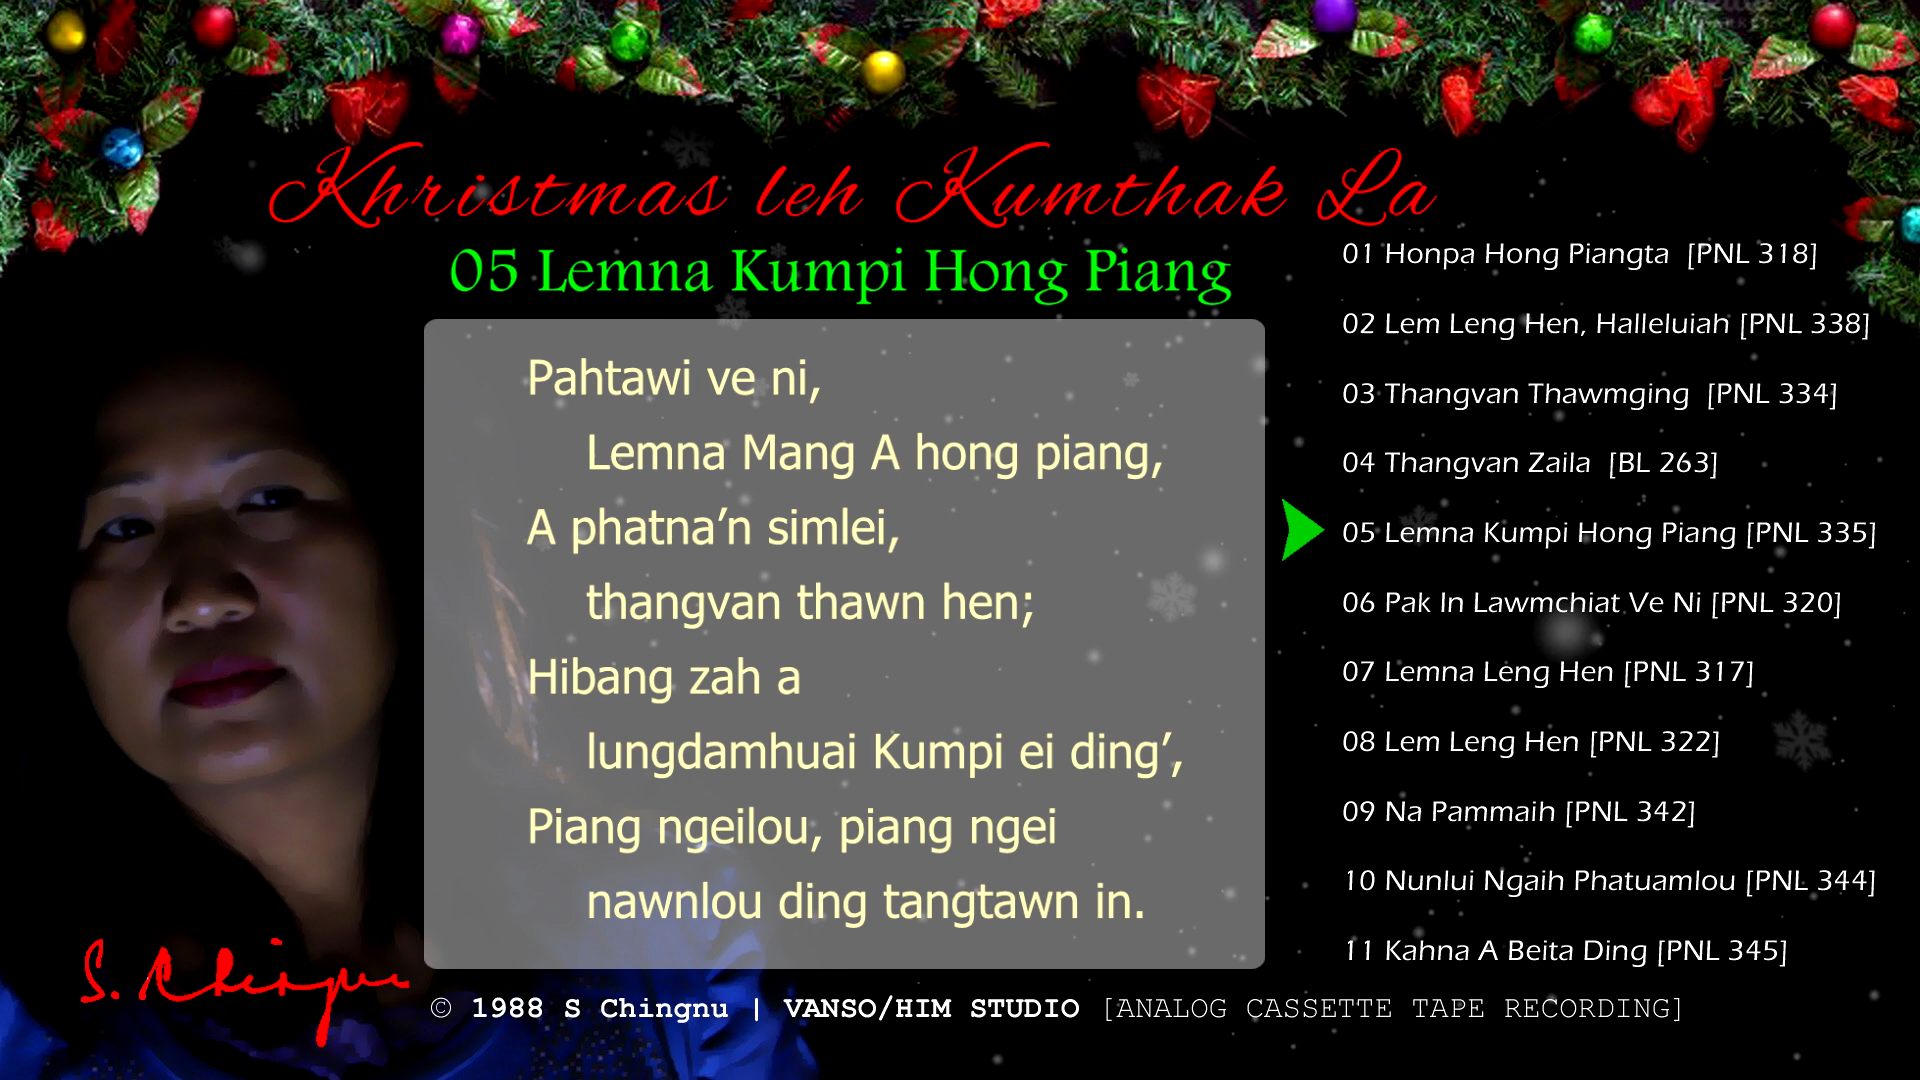 Khristmas leh Kumthak La
05 Lemna Kumpi Hong Piang
Pahtawi ve ni,
Lemna Mang A hong piang,
A phatna’n simlei,
thangvan thawn hen;
Hibang zah a
lungdamhuai Kumpi ei ding’,
Piang ngeilou, piang ngei
nawnlou ding tangtawn in.
01 Honpa Hong Piangta [PNL 318]
02 Lem Leng Hen, Halleluiah [PNL 338]
03 Thangvan Thawmging [PNL 334]
04 Thangvan Zaila [BL 263]
05 Lemna Kumpi Hong Piang [PNL 335]
06 Pak In Lawmchiat Ve Ni [PNL 320]
07 Lemna Leng Hen [PNL 317]
08 Lem Leng Hen [PNL 322]
09 Na Pammaih [PNL 342]
10 Nunlui Ngaih Phatuamlou [PNL 344]
11 Kahna A Beita Ding [PNL 345]
S. Chingnu
© 1988 S Chingnu | VANSO/HIM STUDIO [ANALOG CASSETTE TAPE RECORDING]